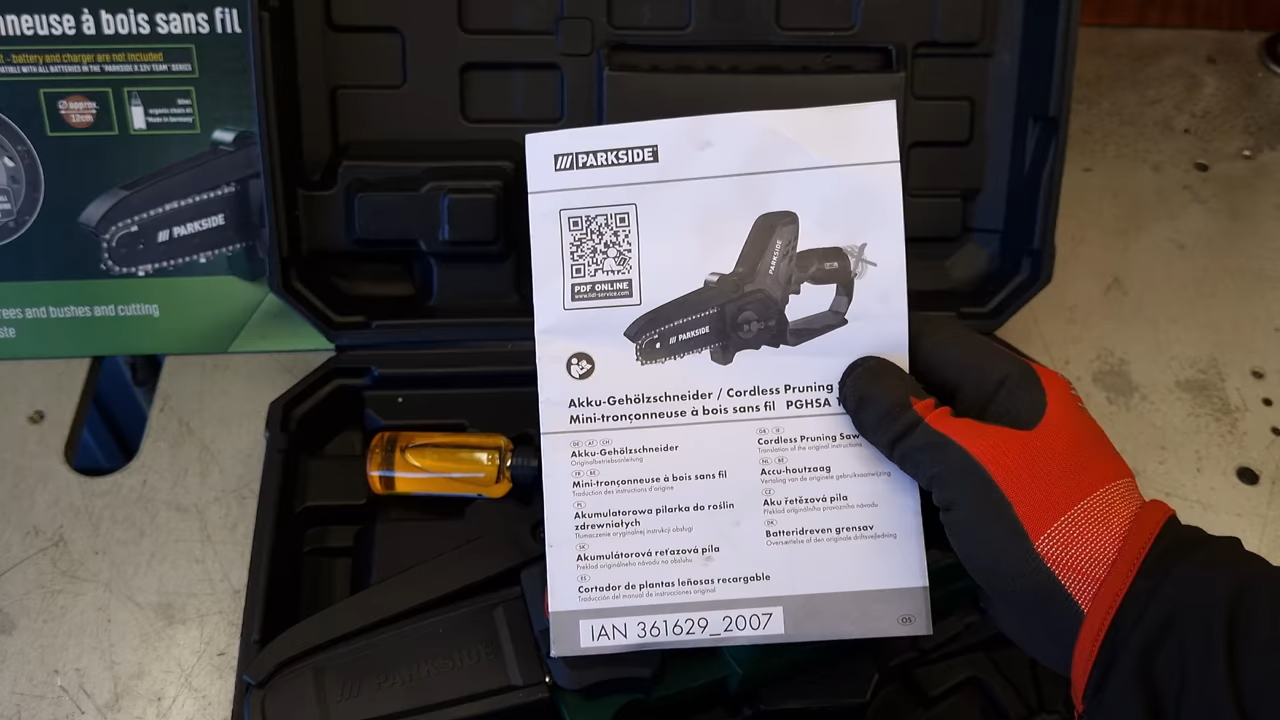 nneuse à bois sans fil
- battery and charger are not included
WITH ALL BATTERIES IN THE "PARKSIDE X 12V TEAM" SERIES
Ø approx.
12cm
organic chain oil
"Made in Germany"
PARKSIDE
rees and bushes and cutting
ste
PARKSIDE
PDF ONLINE
www.lidl-service.com
PARKSIDE
PARKSIDE
Akku-Gehölzschneider / Cordless Pruning
Mini-tronçonneuse à bois sans fil PGHSA
DE AT CH
Akku-Gehölzschneider
Originalbetriebsanleitung
FR BE
Mini-tronçonneuse à bois sans fil
Traduction des instructions d'origine
PL
Akumulatorowa pilarka do roślin
zdrewniałych
Tłumaczenie oryginalnej instrukcji obsługi
SK
Akumulátorová reťazová píla
Preklad originálneho návodu na obsluhu
ES
Cortador de plantas leñosas recargable
Traducción del manual de instrucciones original
GB IE
Cordless Pruning Saw
Translation of the original instructions
NL BE
Accu-houtzaag
Vertaling van de originele gebruiksaanwijzing
CZ
Aku řetězová pila
Překlad originálního provozního návodu
DK
Batteridreven grensav
Oversættelse af den originale driftsvejledning
IAN 361629_2007
OS
PARKSIDE